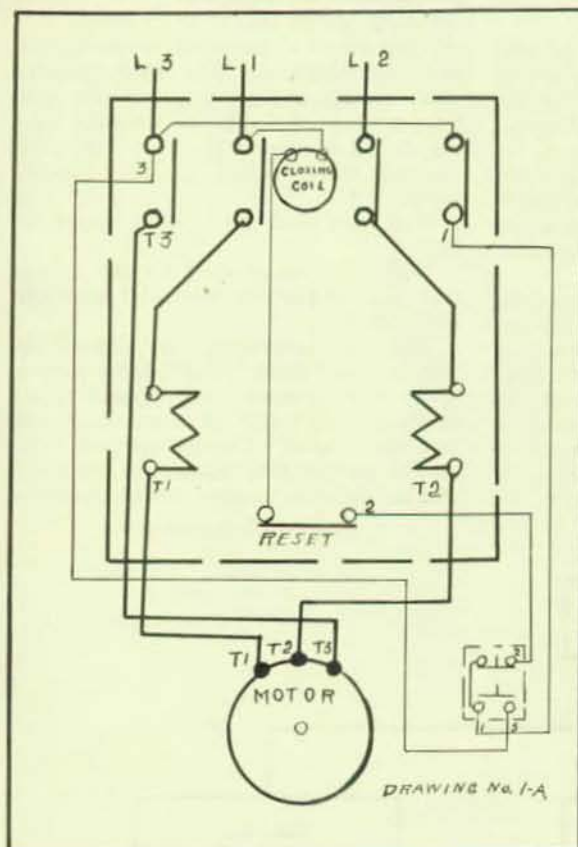 L 3 L 1 L 2
3
CLOSING
COIL
T3 1
T1 T2
2
RESET
T1 T2 T3
MOTOR
2
1 3
DRAWING No. 1-A